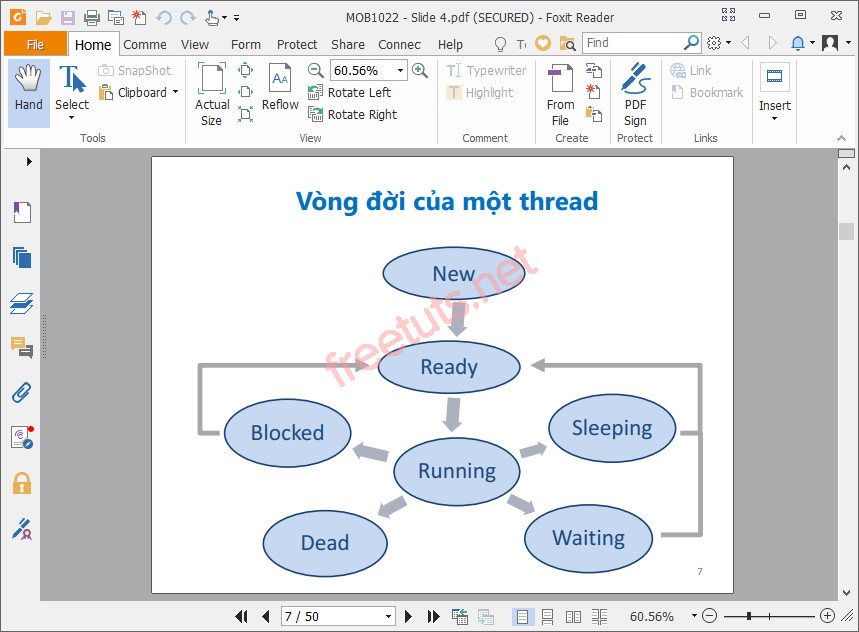 MOB1022 - Slide 4.pdf (SECURED) - Foxit Reader
File Home Comme View Form Protect Share Connec Help Find
Hand
Select
SnapShot
Clipboard
Tools
Actual
Size
Reflow
60.56%
Rotate Left
Rotate Right
View
Typewriter
Highlight
Comment
From
File
Create
PDF
Sign
Protect
Link
Bookmark
Links
Insert
Vòng đời của một thread
New
freetuts.net
Ready
Blocked
Sleeping
Running
Dead
Waiting
7
7 / 50
60.56%